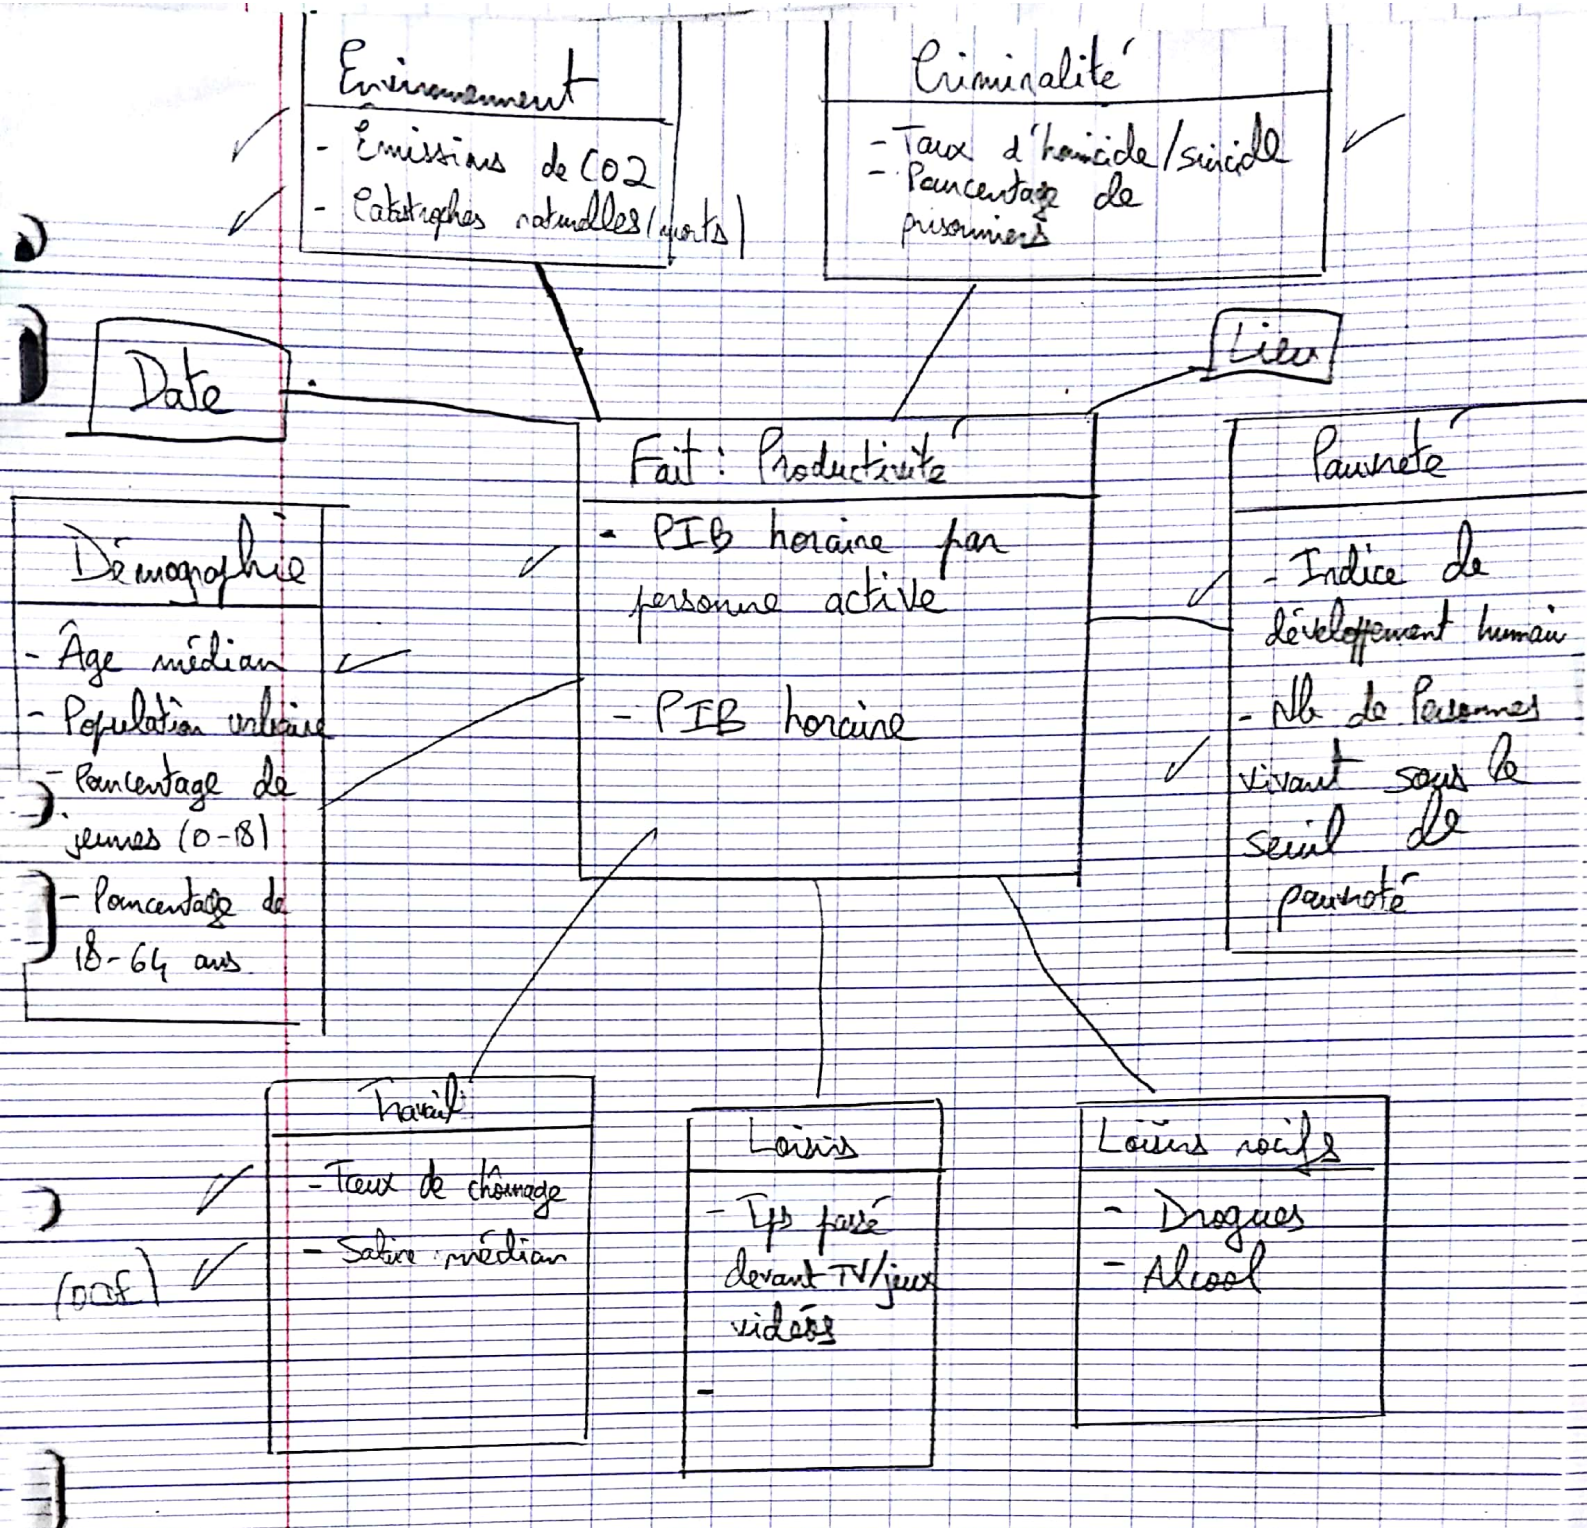 Environnement
- Émissions de CO2
- Catastrophes naturelles (morts)
Criminalité
- Taux d'homicide/suicide
- Pourcentage de
prisonniers
Date
Lieu
Fait : Productivité
- PIB horaire par
personne active
- PIB horaire
Pauvreté
- Indice de
développement humain
- Nb de Personnes
vivant sous le
seuil de
pauvreté
Démographie
- Âge médian
- Population urbaine
- Pourcentage de
jeunes (0-18)
- Pourcentage de
18-64 ans
Travail
- Taux de chômage
- Salaire médian
Loisirs
- Tps passé
devant TV/jeux
vidéos
-
Loisirs nocifs
- Drogues
- Alcool